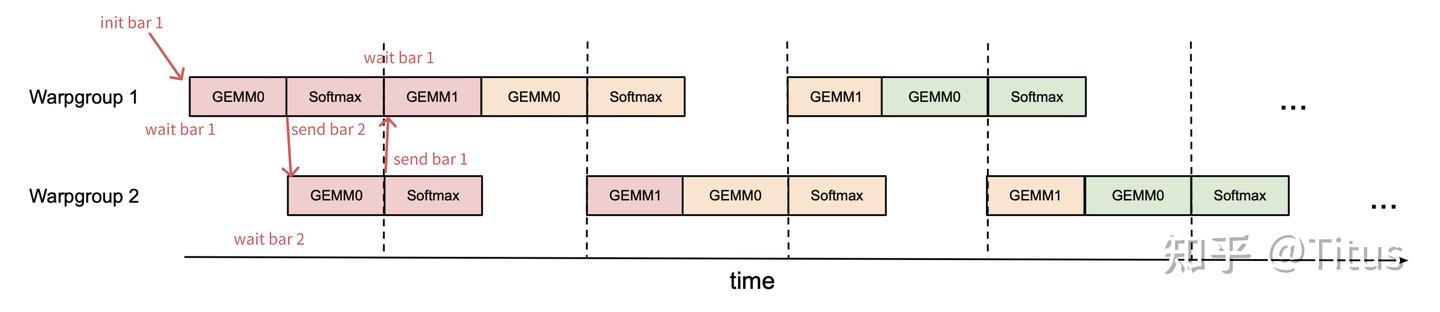 init bar 1
wait bar 1
Warpgroup 1
GEMM0
Softmax
GEMM1
GEMM0
Softmax
GEMM1
GEMM0
Softmax
...
wait bar 1
send bar 2
send bar 1
Warpgroup 2
GEMM0
Softmax
GEMM1
GEMM0
Softmax
GEMM1
GEMM0
Softmax
...
wait bar 2
知乎 @Titus
time